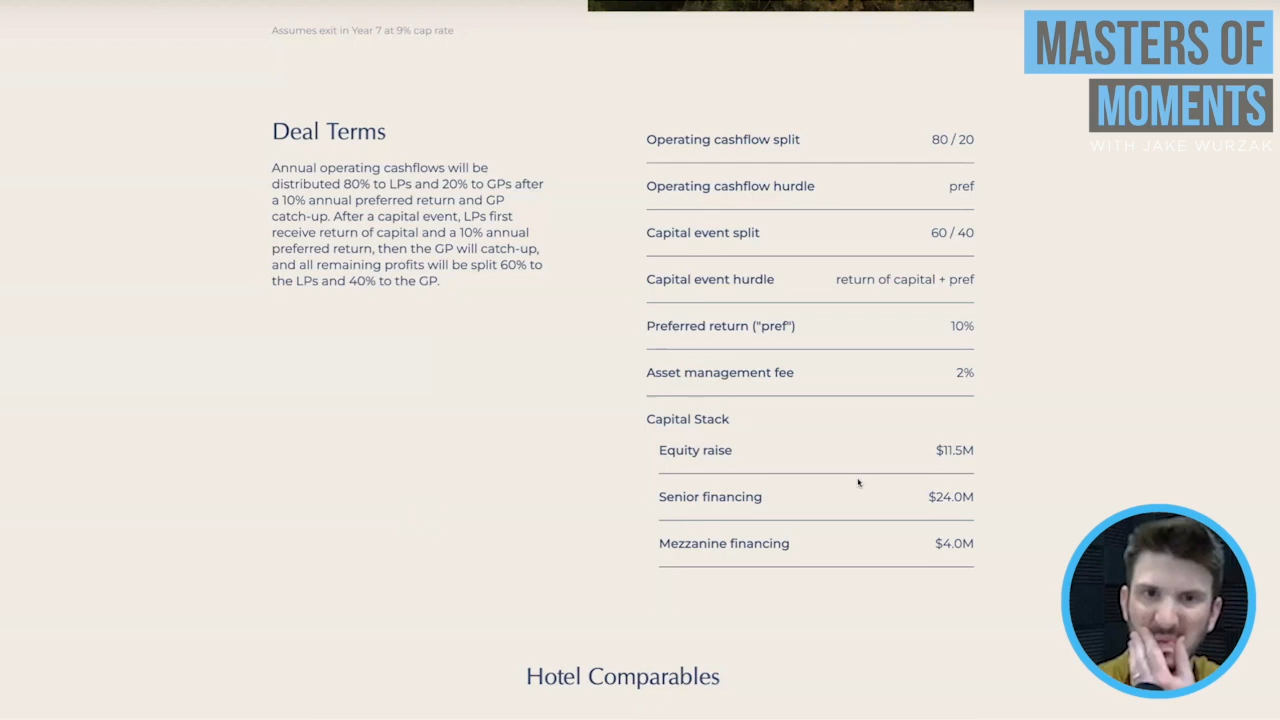 Assumes exit in Year 7 at 9% cap rate
MASTERS OF
MOMENTS
WITH JAKE WURZAK
Deal Terms
Annual operating cashflows will be
distributed 80% to LPs and 20% to GPs after
a 10% annual preferred return and GP
catch-up. After a capital event, LPs first
receive return of capital and a 10% annual
preferred return, then the GP will catch-up,
and all remaining profits will be split 60% to
the LPs and 40% to the GP.
Operating cashflow split 80 / 20
Operating cashflow hurdle pref
Capital event split 60 / 40
Capital event hurdle return of capital + pref
Preferred return ("pref") 10%
Asset management fee 2%
Capital Stack
Equity raise $11.5M
Senior financing $24.0M
Mezzanine financing $4.0M
Hotel Comparables